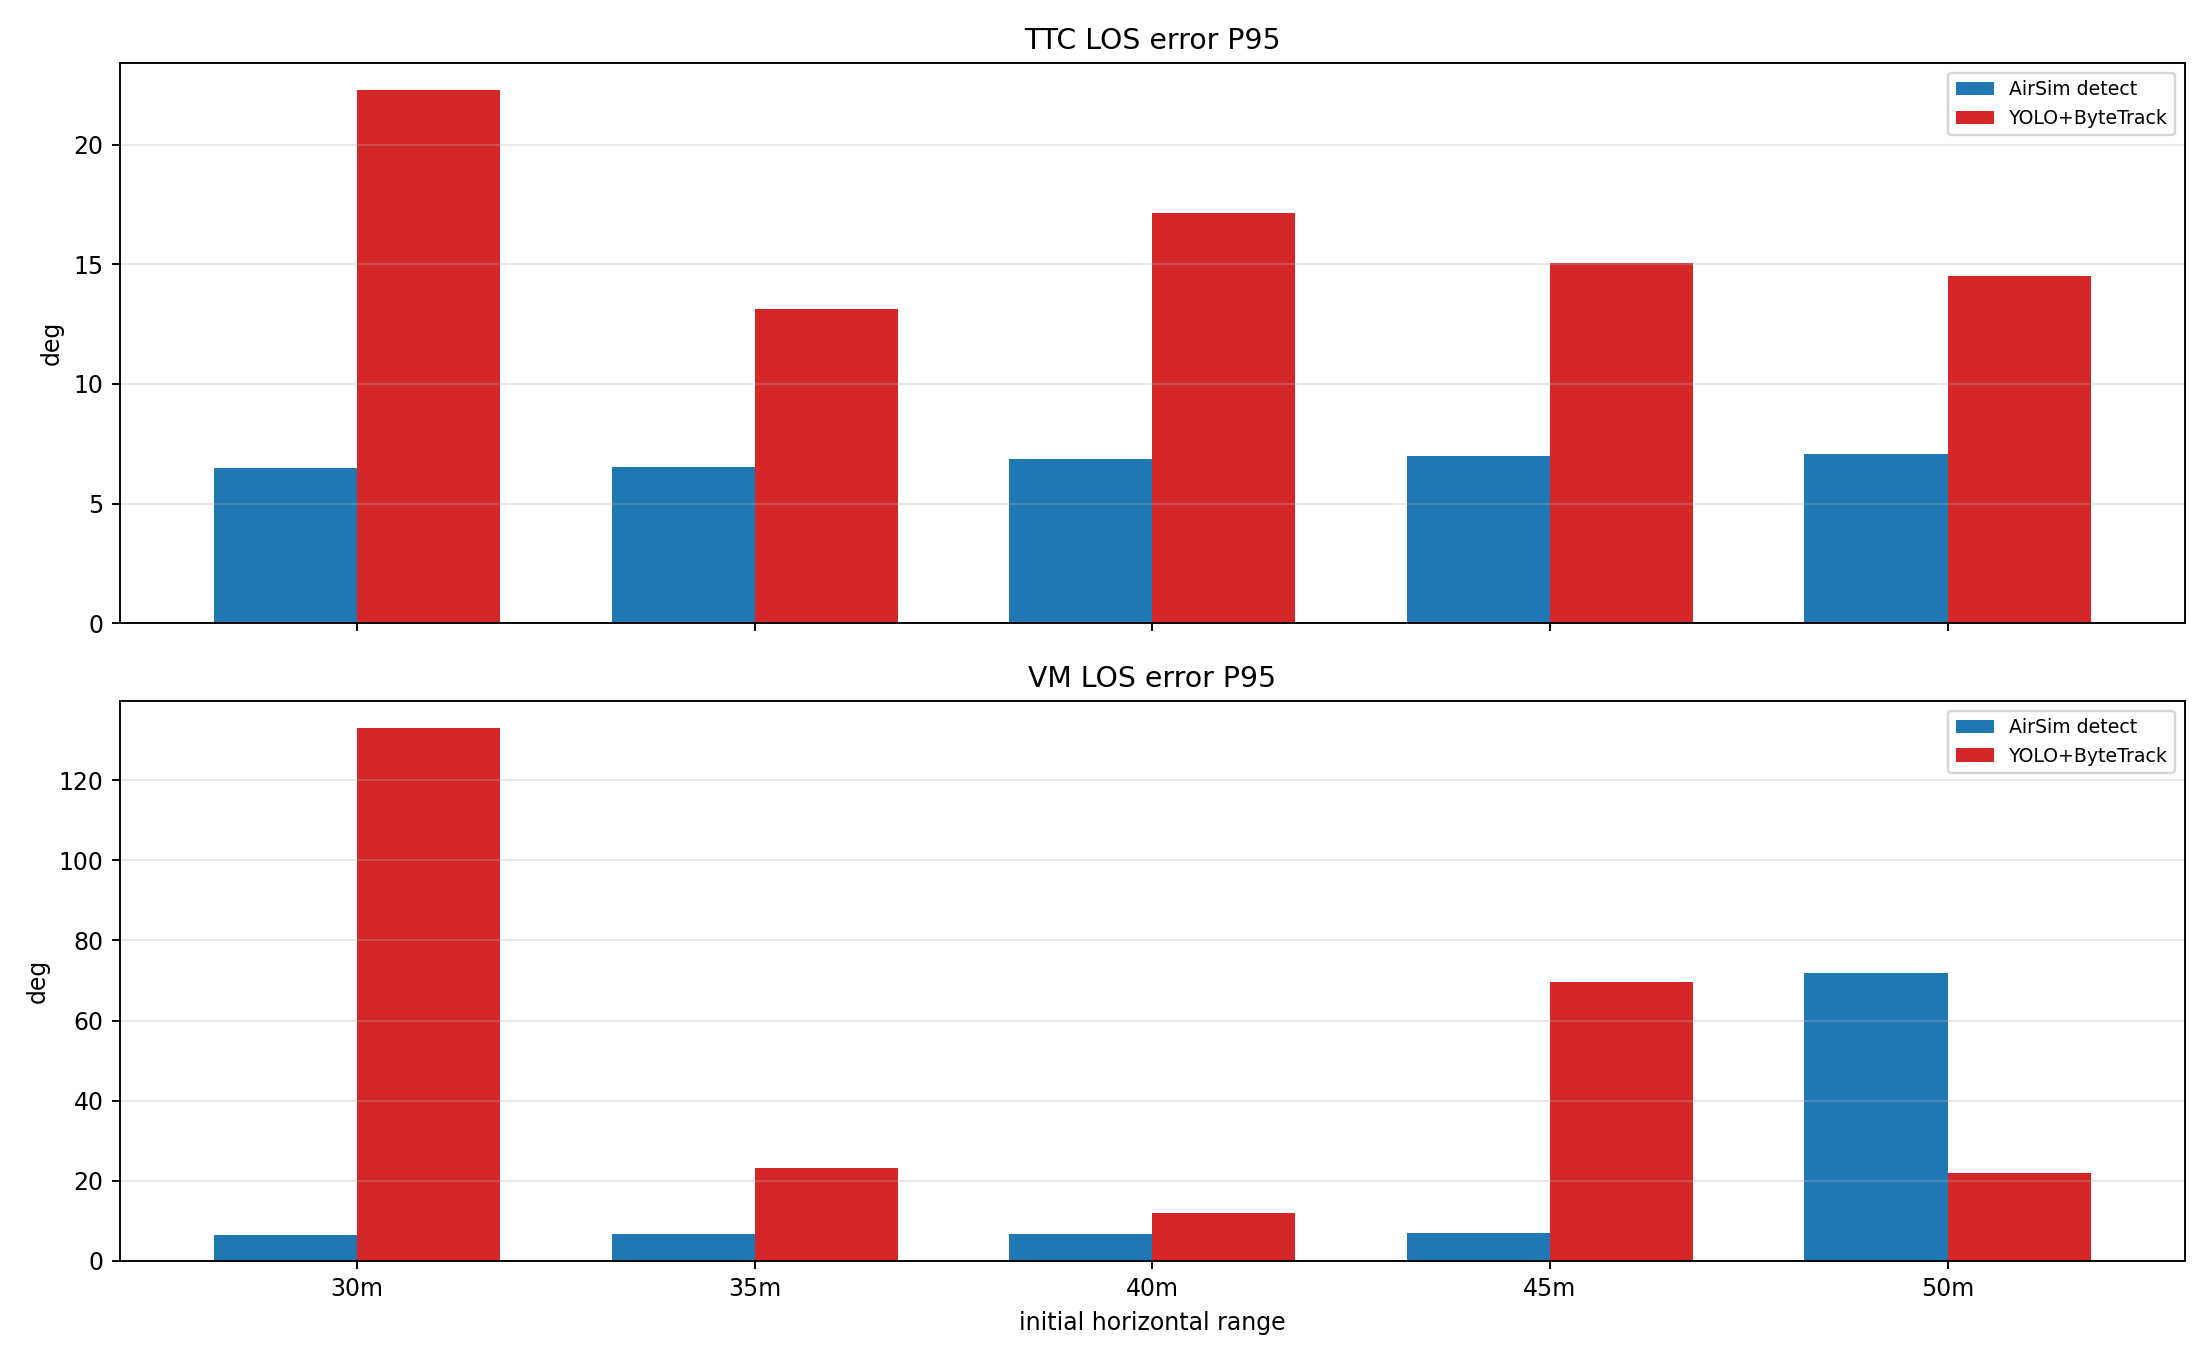 TTC LOS error P95
AirSim detect
YOLO+ByteTrack
deg
20
15
10
5
0
VM LOS error P95
AirSim detect
YOLO+ByteTrack
deg
120
100
80
60
40
20
0
30m 35m 40m 45m 50m
initial horizontal range